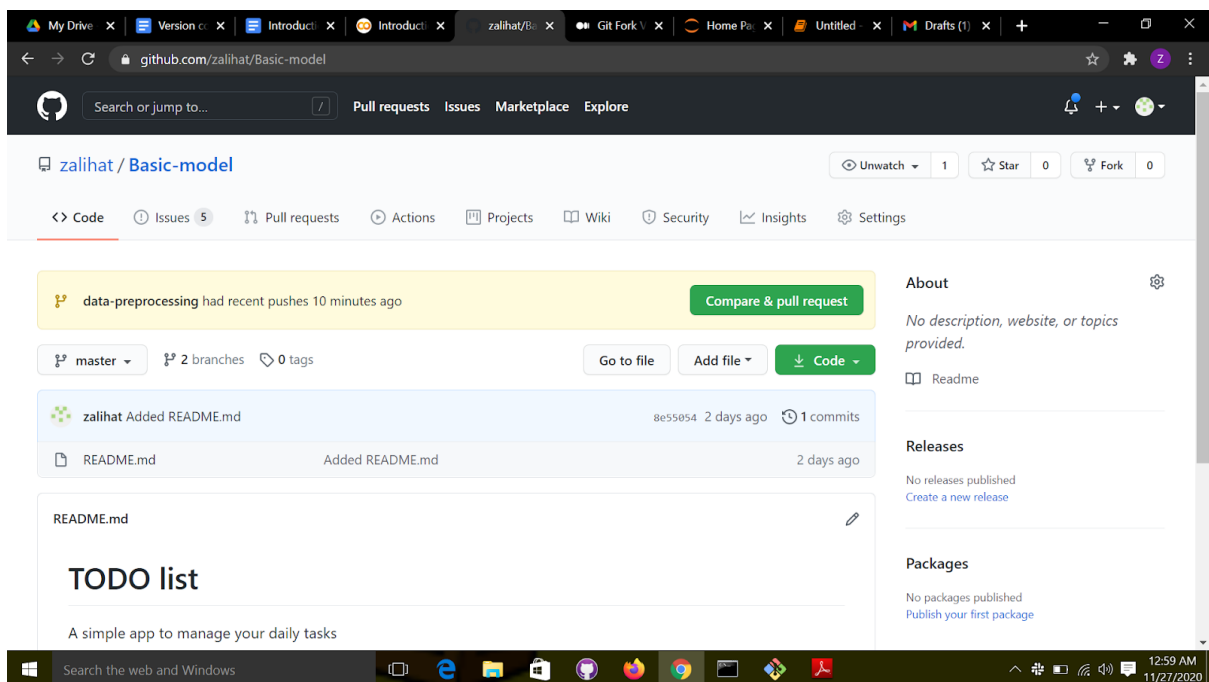 My Drive Version co Introducti Introducti zalihat/Ba Git Fork V Home Pag Untitled - Drafts (1)
github.com/zalihat/Basic-model Z
Search or jump to... / Pull requests Issues Marketplace Explore
zalihat / Basic-model Unwatch 1 Star 0 Fork 0
Code Issues 5 Pull requests Actions Projects Wiki Security Insights Settings
data-preprocessing had recent pushes 10 minutes ago Compare & pull request
master 2 branches 0 tags Go to file Add file Code
zalihat Added README.md 8e55054 2 days ago 1 commits
README.md Added README.md 2 days ago
README.md
TODO list
A simple app to manage your daily tasks
About
No description, website, or topics
provided.
Readme
Releases
No releases published
Create a new release
Packages
No packages published
Publish your first package
Search the web and Windows 12:59 AM
11/27/2020